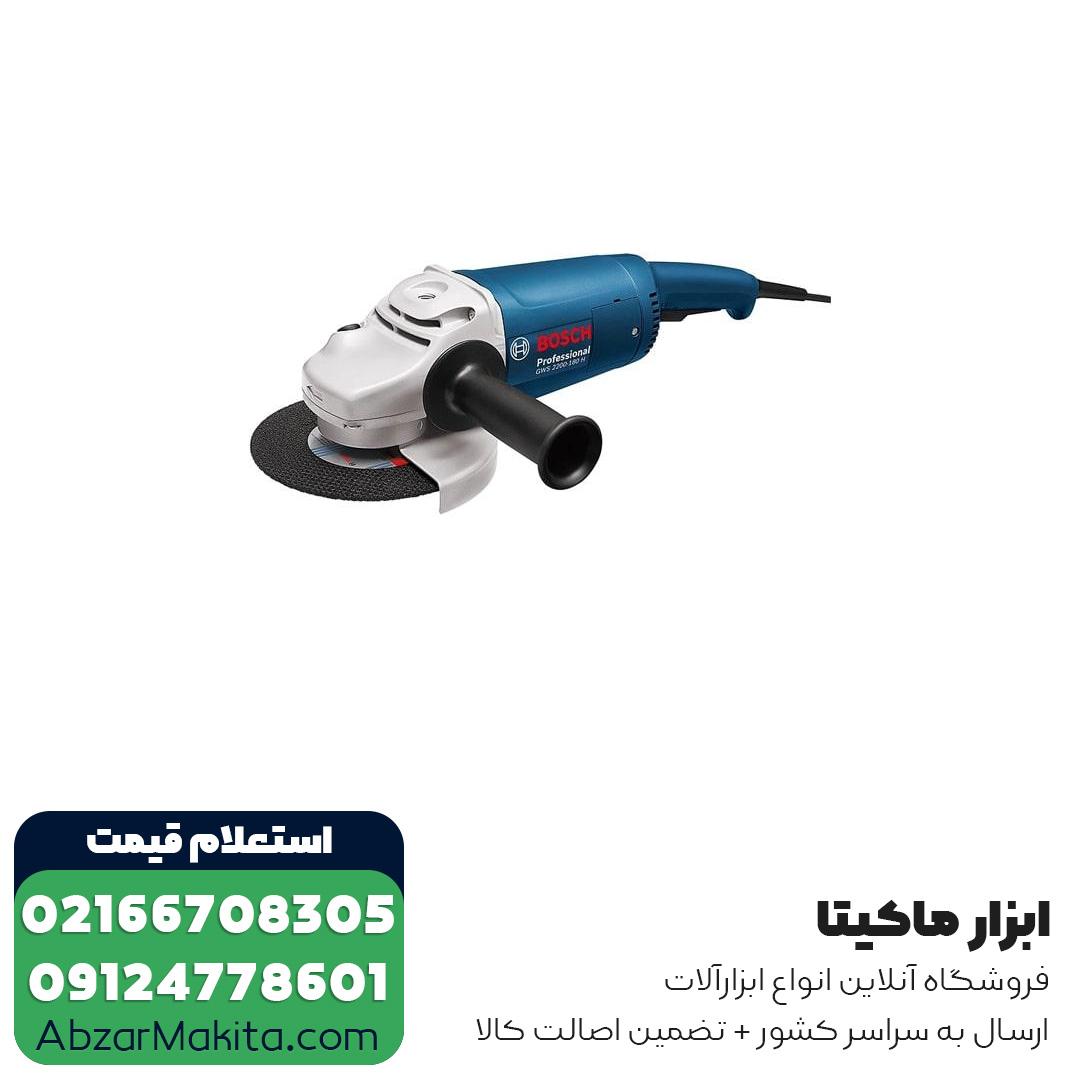 BOSCH
Professional
GWS 2200-180 H
استعلام قیمت
02166708305
09124778601
AbzarMakita.com
ابزار ماکیتا
فروشگاه آنلاین انواع ابزارآلات
ارسال به سراسر کشور + تضمین اصالت کالا